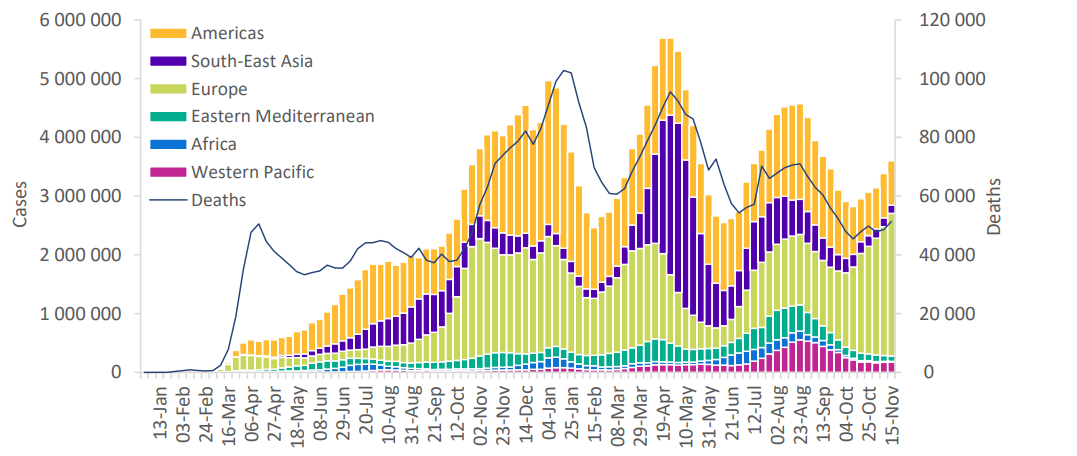 6 000 000
5 000 000
4 000 000
3 000 000
2 000 000
1 000 000
0
Cases
Americas
South-East Asia
Europe
Eastern Mediterranean
Africa
Western Pacific
Deaths
120 000
100 000
80 000
60 000
40 000
20 000
0
Deaths
13-Jan
03-Feb
24-Feb
16-Mar
06-Apr
27-Apr
18-May
08-Jun
29-Jun
20-Jul
10-Aug
31-Aug
21-Sep
12-Oct
02-Nov
23-Nov
14-Dec
04-Jan
25-Jan
15-Feb
08-Mar
29-Mar
19-Apr
10-May
31-May
21-Jun
12-Jul
02-Aug
23-Aug
13-Sep
04-Oct
25-Oct
15-Nov